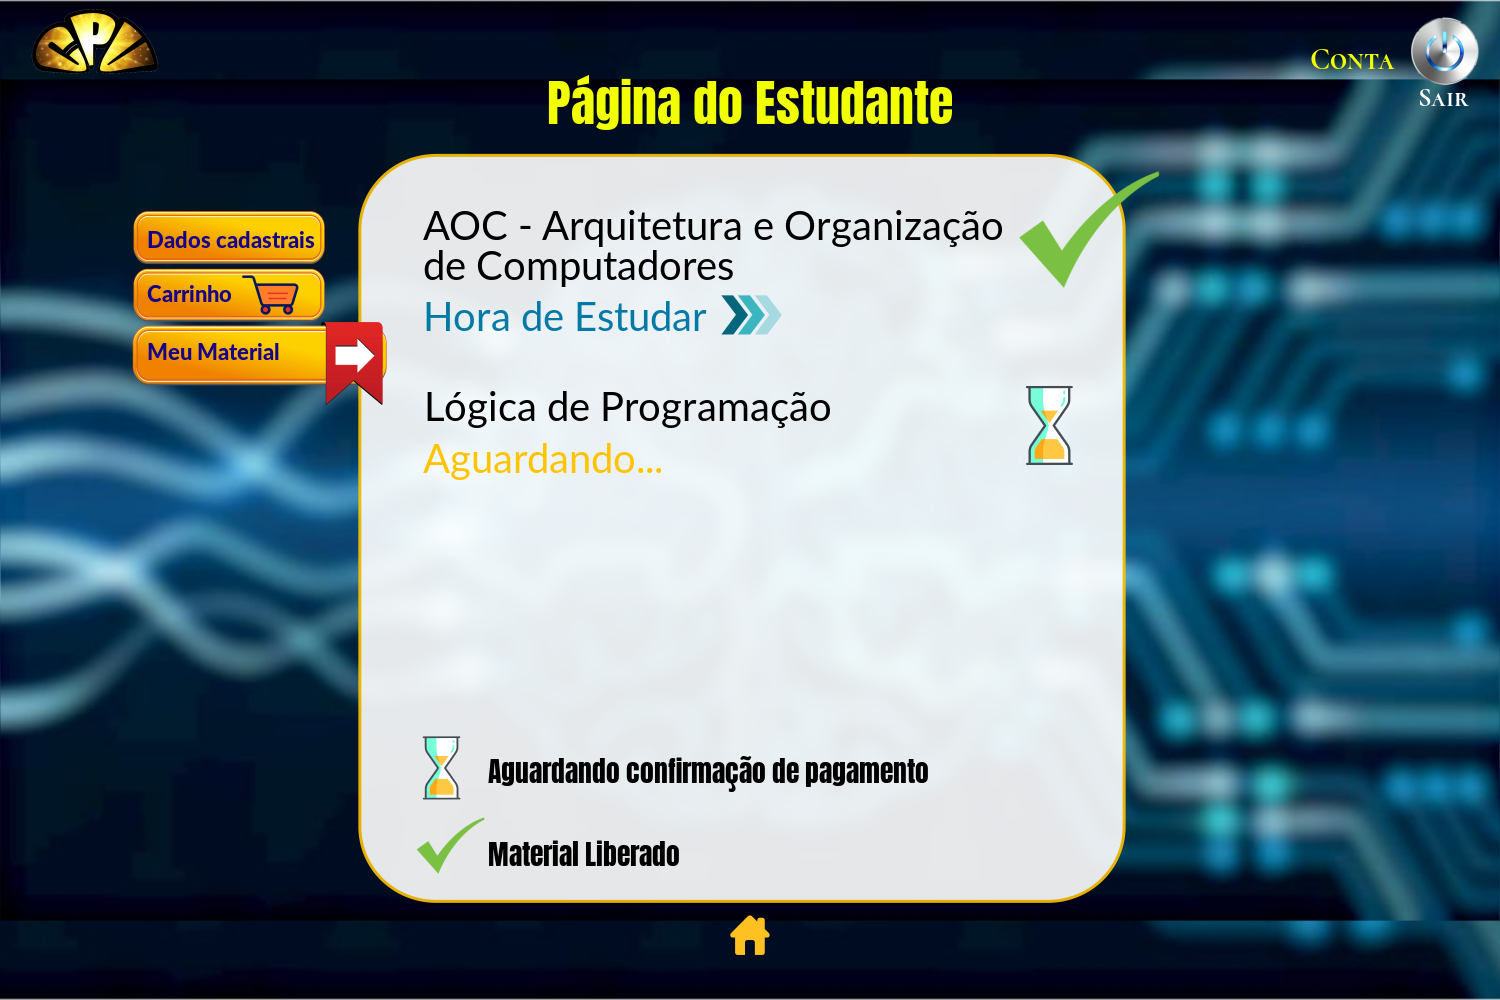 P
Conta
Sair
Página do Estudante
Dados cadastrais
Carrinho
Meu Material
AOC - Arquitetura e Organização
de Computadores
Hora de Estudar
Lógica de Programação
Aguardando...
Aguardando confirmação de pagamento
Material Liberado